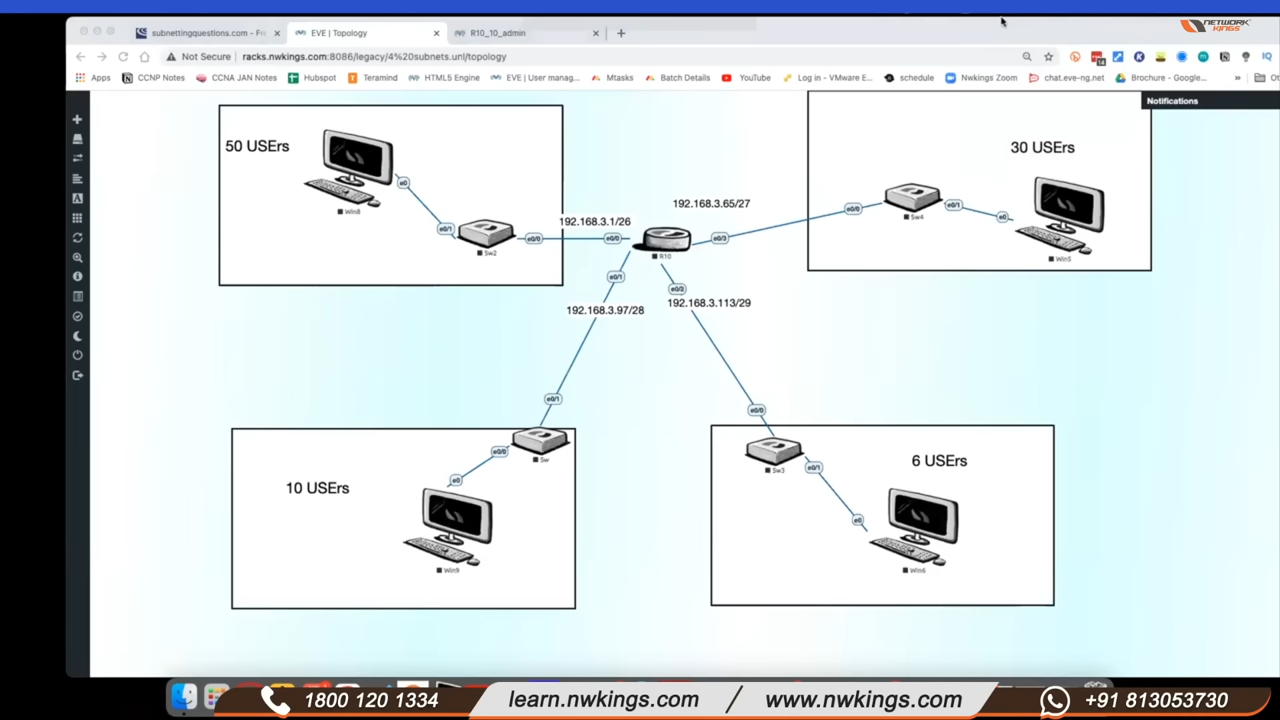 NETWORK
KINGS
subnettingquestions.com - Fr
EVE | Topology
R10_10_admin
Not Secure
racks.nwkings.com:8086/legacy/4%20subnets.unl/topology
Apps
CCNP Notes
CCNA JAN Notes
Hubspot
Teramind
HTML5 Engine
EVE | User manag...
Mtasks
Batch Details
YouTube
Log in - VMware E...
schedule
Nwkings Zoom
chat.eve-ng.net
Brochure - Google...
Ot
Notifications
50 USErs
30 USErs
e0
Win8
e0/1
Sw2
e0/0
192.168.3.1/26
e0/0
192.168.3.65/27
R10
e0/3
e0/0
Sw4
e0/1
e0
Win5
e0/1
192.168.3.97/28
192.168.3.113/29
e0/1
e0/0
Sw
e0/0
e0
10 USErs
Win9
Sw3
e0/1
6 USErs
e0
Win6
1800 120 1334
learn.nwkings.com / www.nwkings.com
+91 813053730